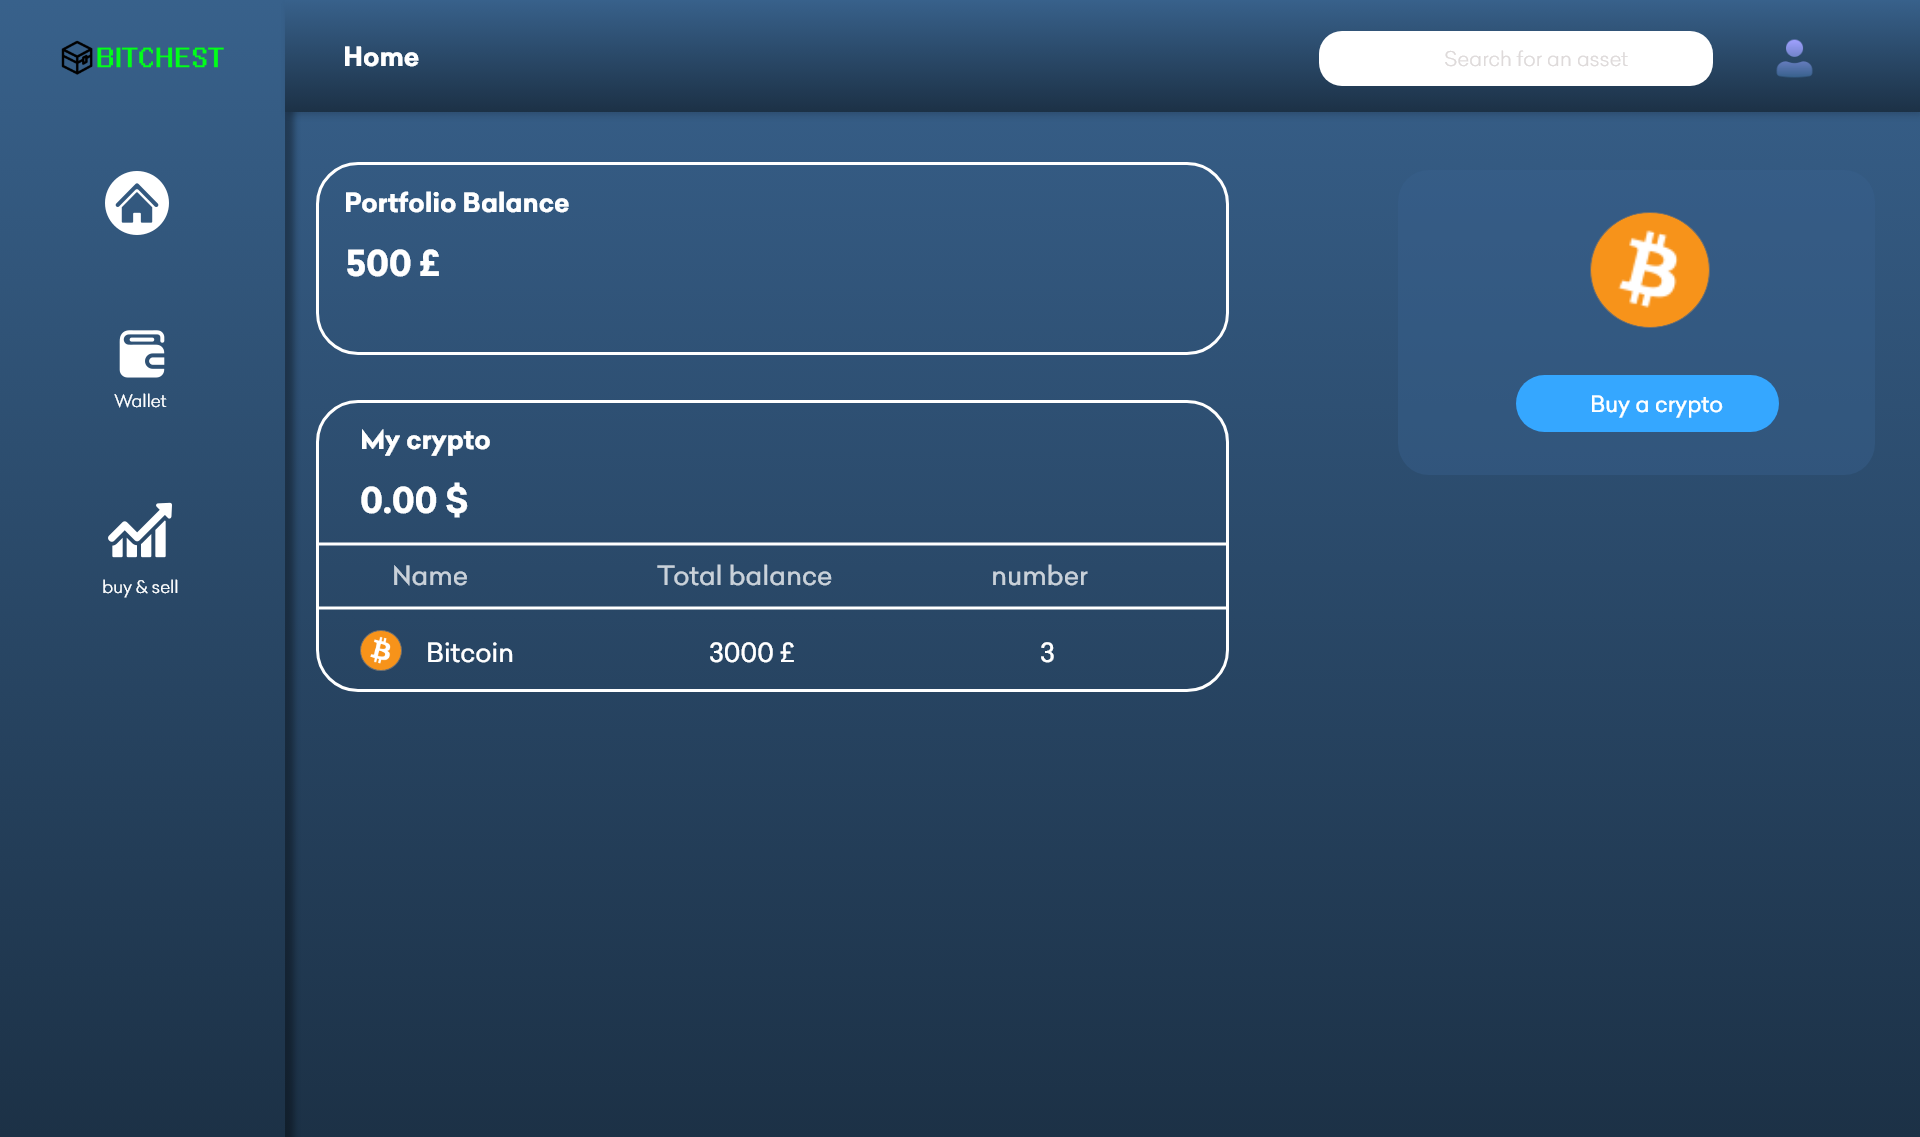 BITCHEST
Home
Search for an asset
Wallet
buy & sell
Portfolio Balance
500 £
My crypto
0.00 $
Name Total balance number
Bitcoin 3000 £ 3
Buy a crypto